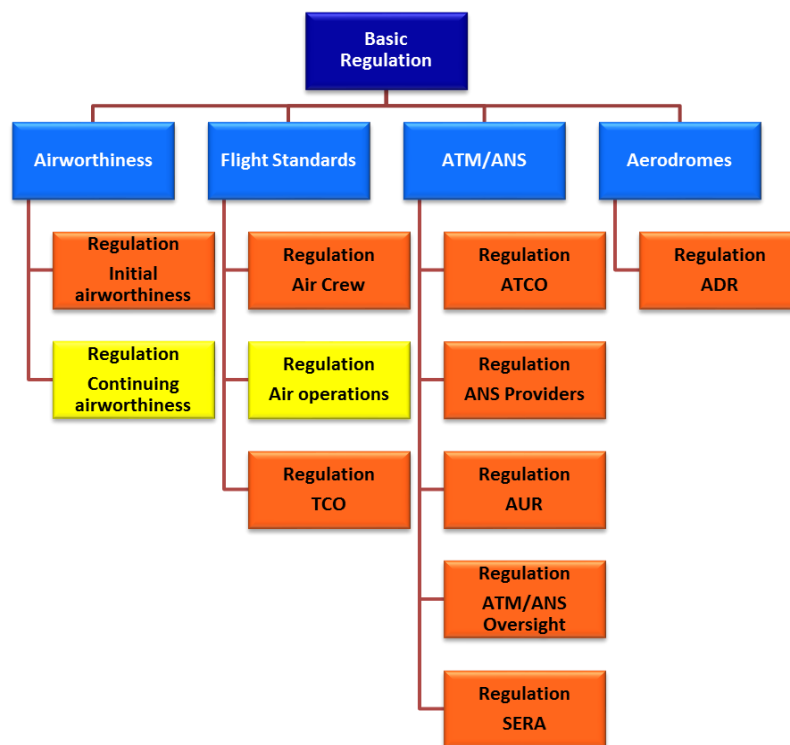 Basic
Regulation
Airworthiness
Flight Standards
ATM/ANS
Aerodromes
Regulation
Initial
airworthiness
Regulation
Air Crew
Regulation
ATCO
Regulation
ADR
Regulation
Continuing
airworthiness
Regulation
Air operations
Regulation
ANS Providers
Regulation
TCO
Regulation
AUR
Regulation
ATM/ANS
Oversight
Regulation
SERA